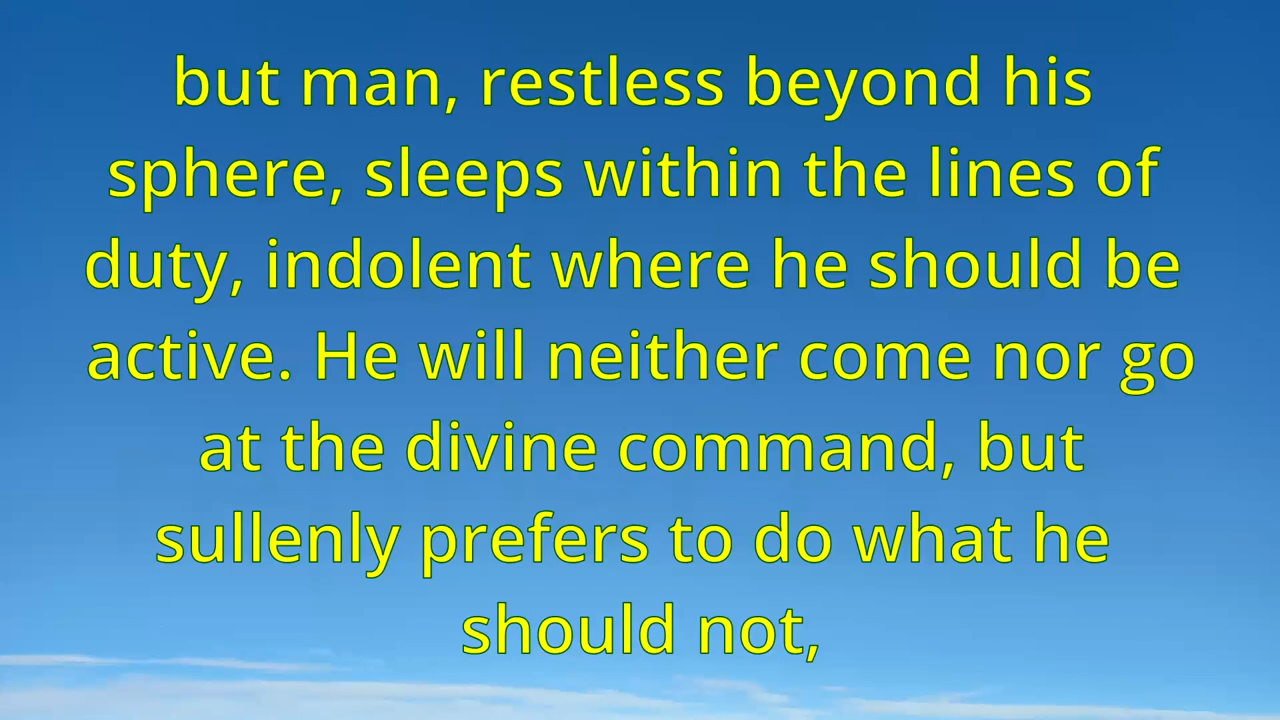 but man, restless beyond his
sphere, sleeps within the lines of
duty, indolent where he should be
active. He will neither come nor go
at the divine command, but
sullenly prefers to do what he
should not,